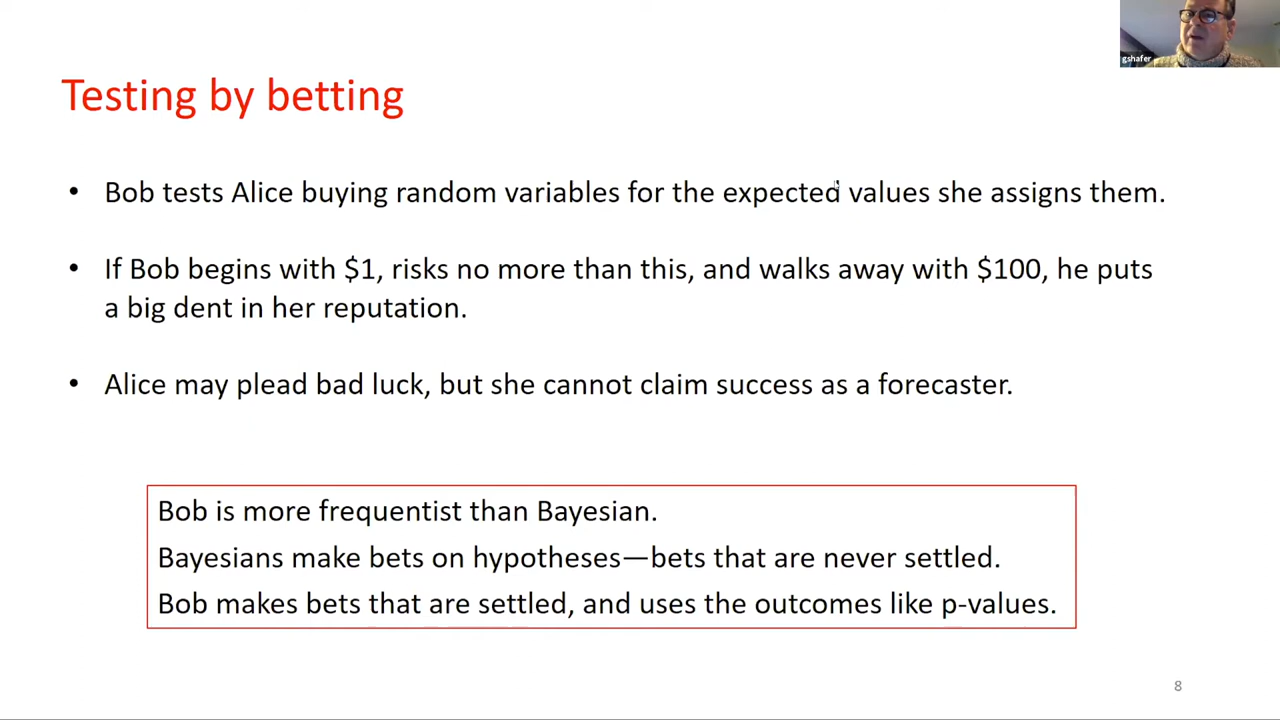 gshafer
Testing by betting
• Bob tests Alice buying random variables for the expected values she assigns them.
• If Bob begins with $1, risks no more than this, and walks away with $100, he puts
a big dent in her reputation.
• Alice may plead bad luck, but she cannot claim success as a forecaster.
Bob is more frequentist than Bayesian.
Bayesians make bets on hypotheses—bets that are never settled.
Bob makes bets that are settled, and uses the outcomes like p-values.
8